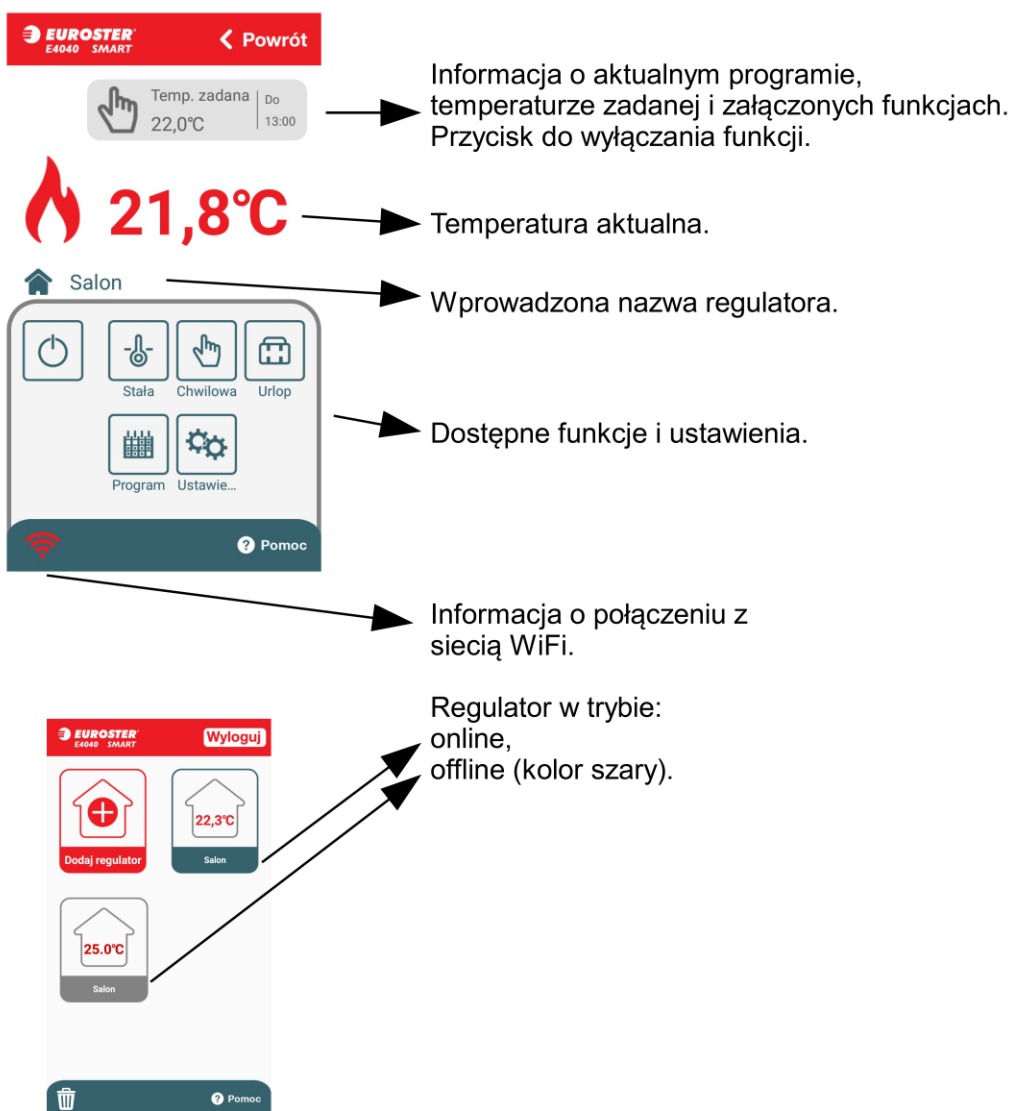 EUROSTER
E4040 SMART
Powrót
Temp. zadana
22,0°C
Do
13:00
Informacja o aktualnym programie,
temperaturze zadanej i załączonych funkcjach.
Przycisk do wyłączania funkcji.
21,8°C
Temperatura aktualna.
Salon
Wprowadzona nazwa regulatora.
Stała
Chwilowa
Urlop
Dostępne funkcje i ustawienia.
Program
Ustawie...
? Pomoc
Informacja o połączeniu z
siecią WiFi.
Regulator w trybie:
online,
offline (kolor szary).
EUROSTER
E4040 SMART
Wyloguj
22,3°C
Dodaj regulator
Salon
25.0°C
Salon
? Pomoc